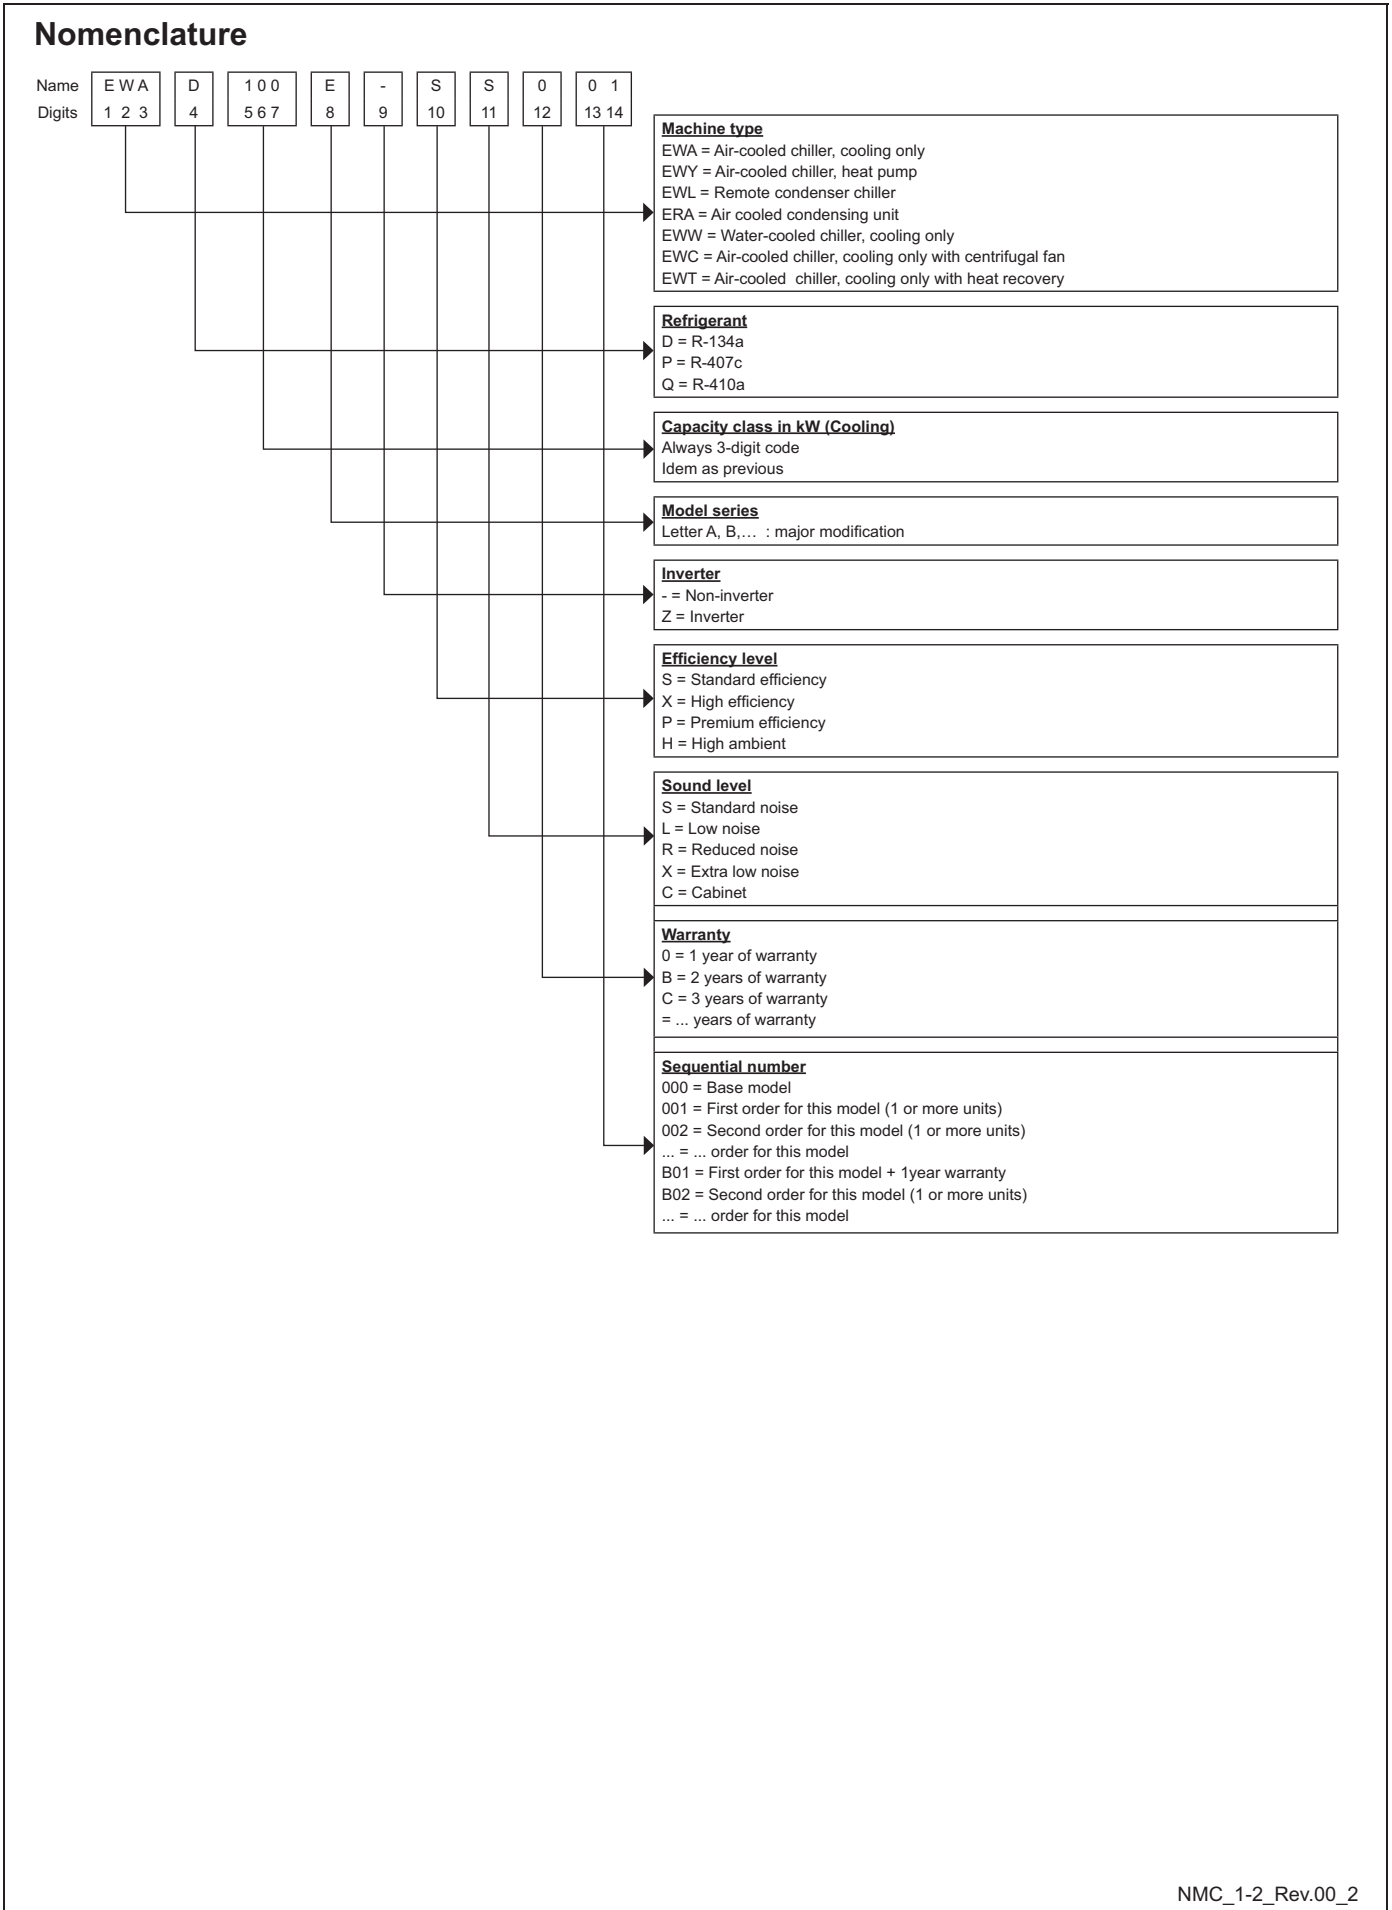 Nomenclature
Name E W A D 1 0 0 E - S S 0 0 1
Digits 1 2 3 4 5 6 7 8 9 10 11 12 13 14
Machine type
EWA = Air-cooled chiller, cooling only
EWY = Air-cooled chiller, heat pump
EWL = Remote condenser chiller
ERA = Air cooled condensing unit
EWW = Water-cooled chiller, cooling only
EWC = Air-cooled chiller, cooling only with centrifugal fan
EWT = Air-cooled chiller, cooling only with heat recovery
Refrigerant
D = R-134a
P = R-407c
Q = R-410a
Capacity class in kW (Cooling)
Always 3-digit code
Idem as previous
Model series
Letter A, B,… : major modification
Inverter
- = Non-inverter
Z = Inverter
Efficiency level
S = Standard efficiency
X = High efficiency
P = Premium efficiency
H = High ambient
Sound level
S = Standard noise
L = Low noise
R = Reduced noise
X = Extra low noise
C = Cabinet
Warranty
0 = 1 year of warranty
B = 2 years of warranty
C = 3 years of warranty
= ... years of warranty
Sequential number
000 = Base model
001 = First order for this model (1 or more units)
002 = Second order for this model (1 or more units)
... = ... order for this model
B01 = First order for this model + 1year warranty
B02 = Second order for this model (1 or more units)
... = ... order for this model
NMC_1-2_Rev.00_2